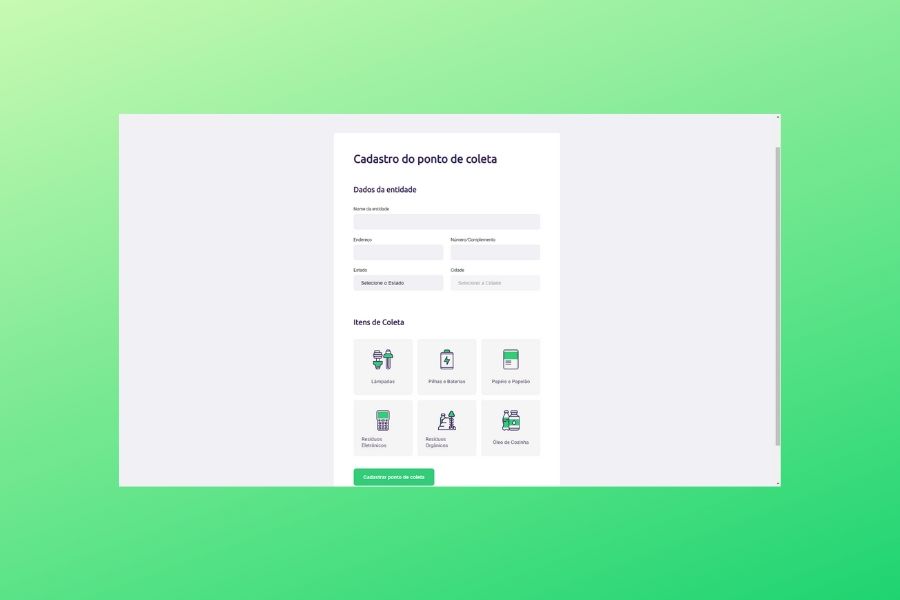 Cadastro do ponto de coleta
Dados da entidade
Nome da entidade
Endereço
Número/Complemento
Estado
Cidade
Selecione o Estado
Selecione a Cidade
Itens de Coleta
Lâmpadas
Pilhas e Baterias
Papéis e Papelão
Resíduos
Eletrônicos
Resíduos
Orgânicos
Óleo de Cozinha
Cadastrar ponto de coleta